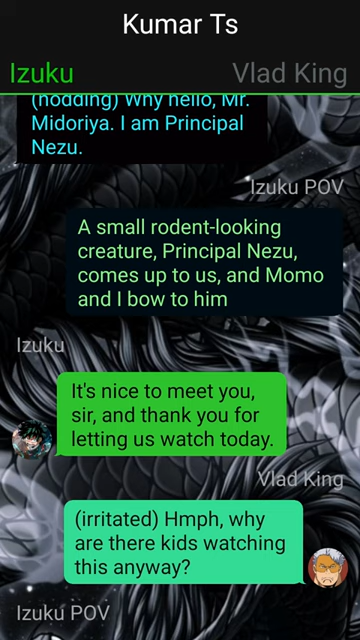 Kumar Ts
Izuku
Vlad King
(nodding) Why hello, Mr.
Midoriya. I am Principal
Nezu.
Izuku POV
A small rodent-looking
creature, Principal Nezu,
comes up to us, and Momo
and I bow to him
Izuku
It's nice to meet you,
sir, and thank you for
letting us watch today.
Vlad King
(irritated) Hmph, why
are there kids watching
this anyway?
Izuku POV